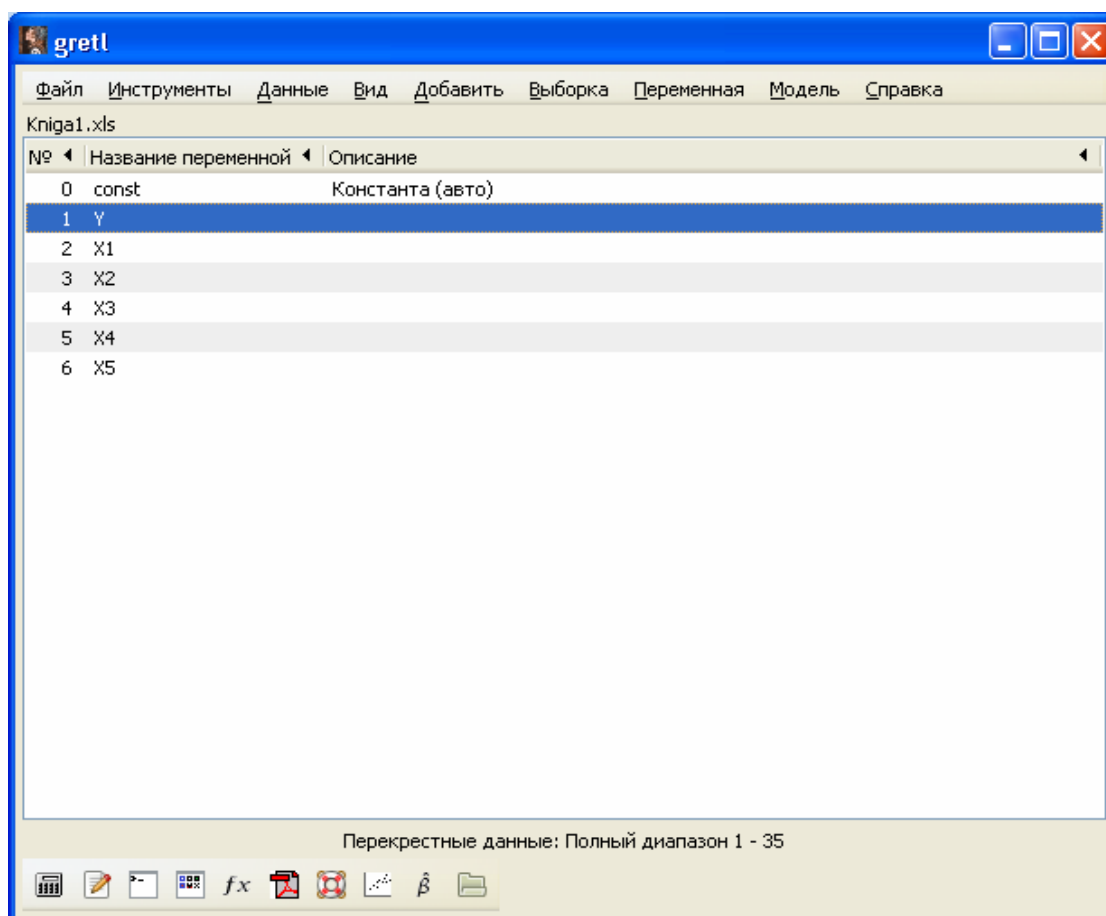 gretl
Файл Инструменты Данные Вид Добавить Выборка Переменная Модель Справка
Kniga1.xls
№ Название переменной Описание
0 const Константа (авто)
1 Y
2 X1
3 X2
4 X3
5 X4
6 X5
Перекрестные данные: Полный диапазон 1 - 35
fx β̂